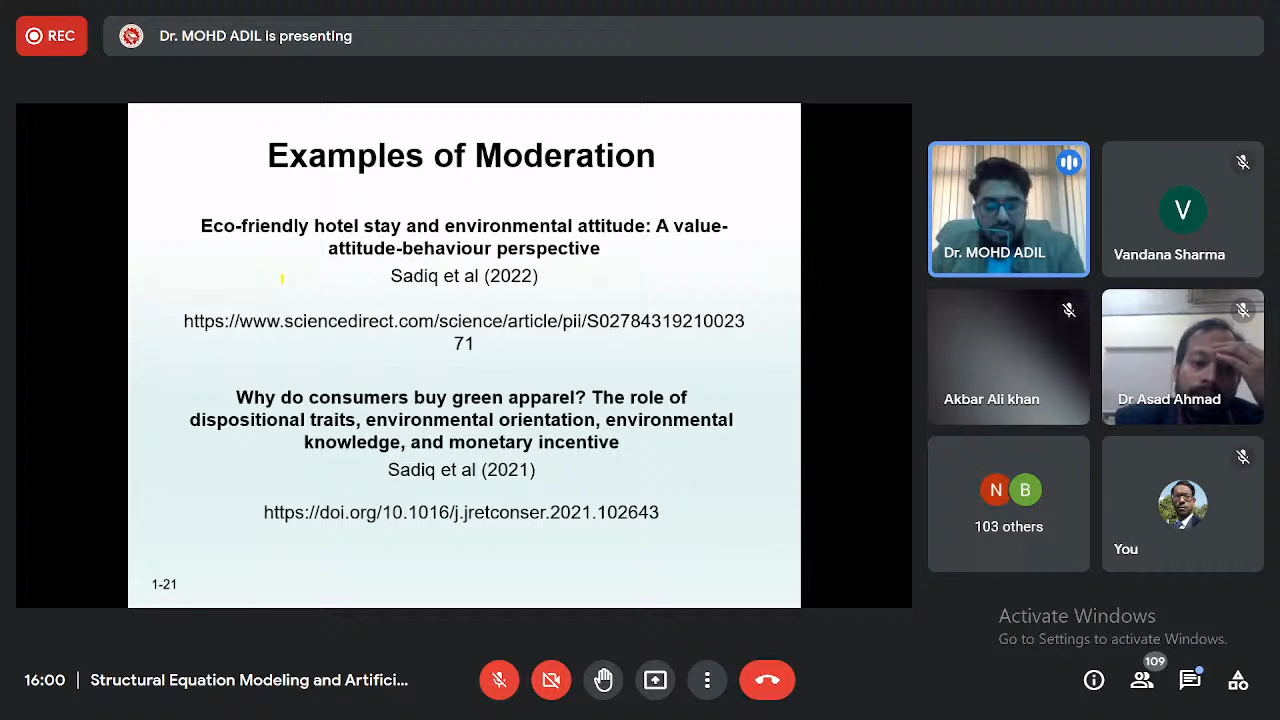 REC
Dr. MOHD ADIL is presenting
Examples of Moderation
Eco-friendly hotel stay and environmental attitude: A value-
attitude-behaviour perspective
Sadiq et al (2022)
https://www.sciencedirect.com/science/article/pii/S02784319210023
71
Why do consumers buy green apparel? The role of
dispositional traits, environmental orientation, environmental
knowledge, and monetary incentive
Sadiq et al (2021)
https://doi.org/10.1016/j.jretconser.2021.102643
1-21
Dr. MOHD ADIL
V
Vandana Sharma
Akbar Ali khan
Dr Asad Ahmad
N B
103 others
You
Activate Windows
Go to Settings to activate Windows.
16:00 | Structural Equation Modeling and Artifici...
109